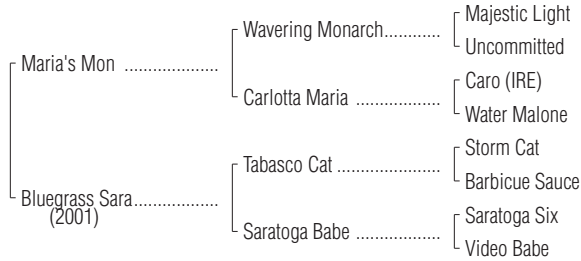 Majestic Light
Wavering Monarch............
Uncommitted
Maria's Mon ...................
Caro (IRE)
Carlotta Maria ..................
Water Malone
Storm Cat
Tabasco Cat ....................
Barbicue Sauce
Bluegrass Sara.................
(2001)
Saratoga Six
Saratoga Babe ................
Video Babe